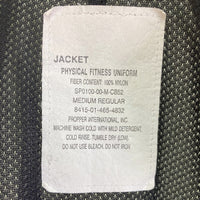 JACKET
PHYSICAL FITNESS UNIFORM
FIBER CONTENT: 100% NYLON
SP0100-00-M-CB52
MEDIUM REGULAR
8415-01-465-4832
PROPPER INTERNATIONAL, INC.
MACHINE WASH COLD WITH MILD DETERGENT,
COLD RINSE, TUMBLE DRY (LOW).
DO NOT USE BLEACH, DO NOT IRON